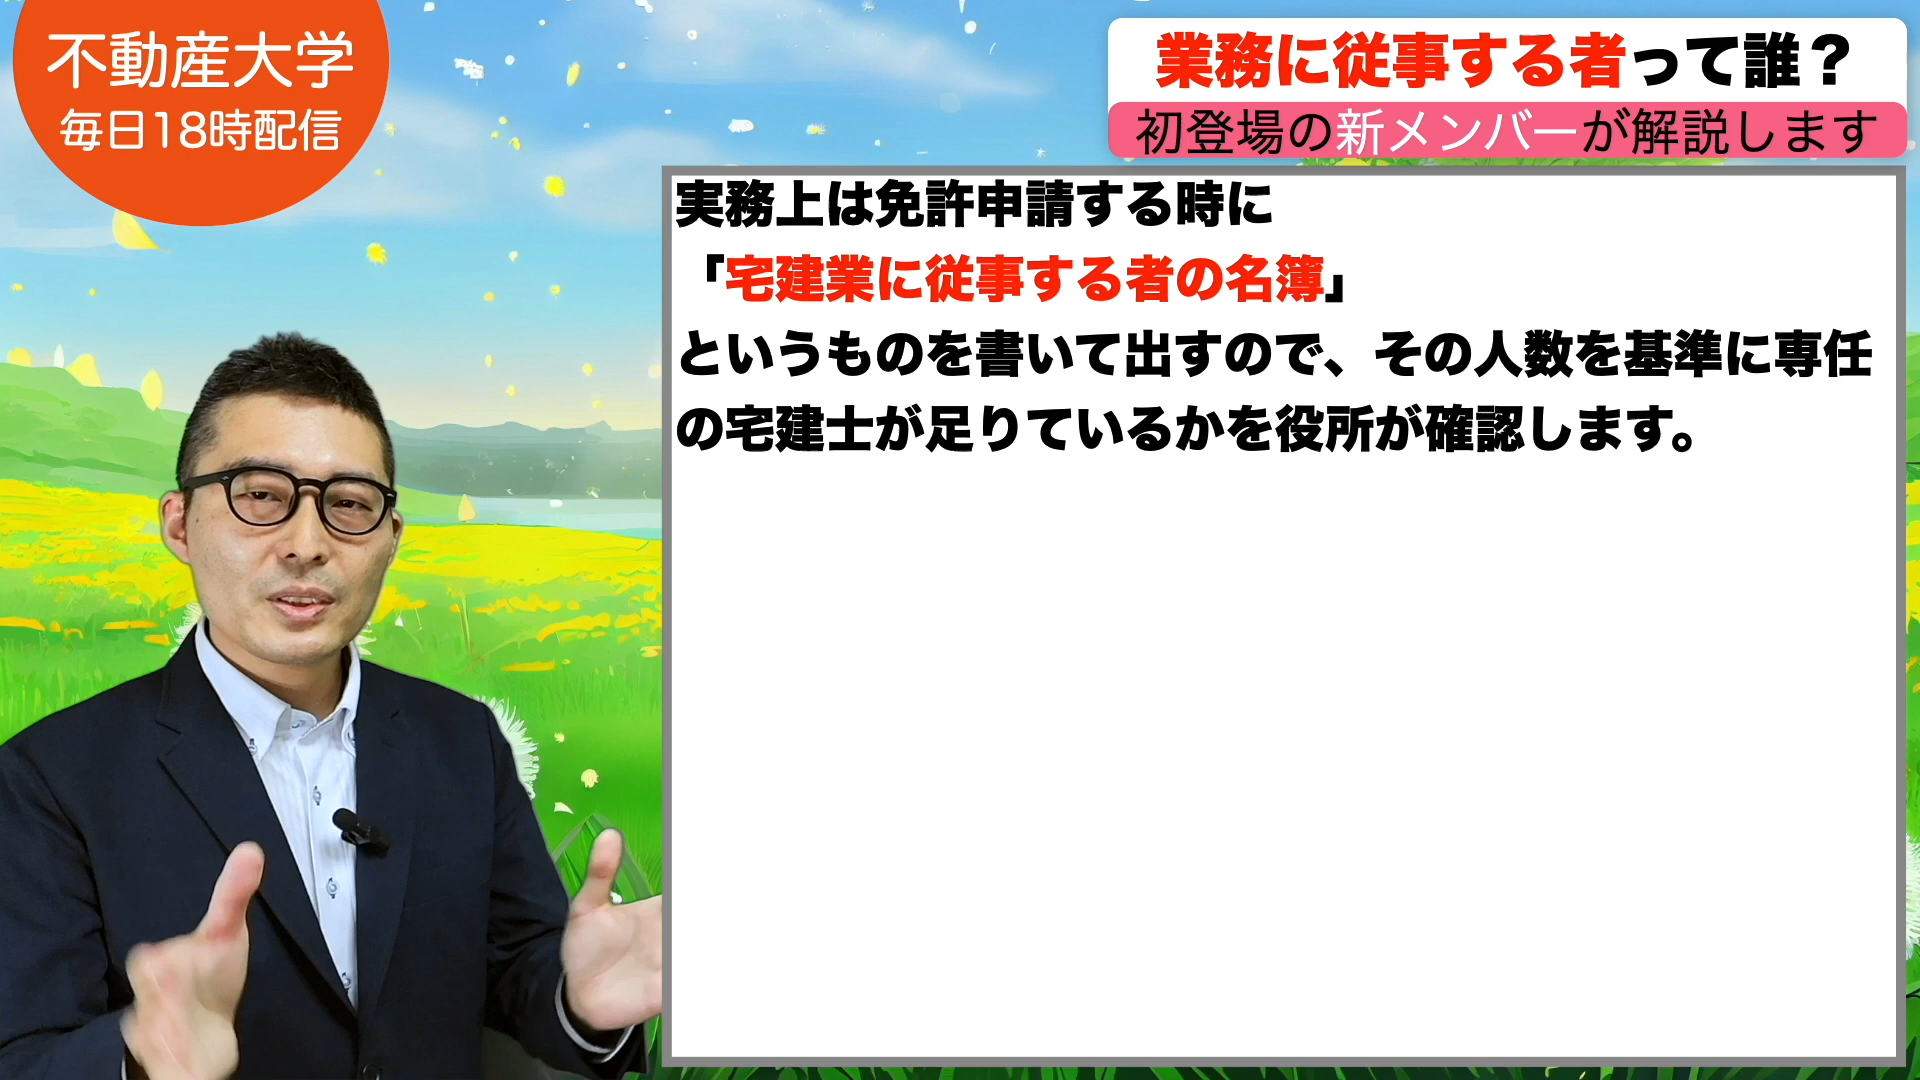 不動産大学
毎日18時配信
業務に従事する者って誰？
初登場の新メンバーが解説します
実務上は免許申請する時に
「宅建業に従事する者の名簿」
というものを書いて出すので、その人数を基準に専任
の宅建士が足りているかを役所が確認します。